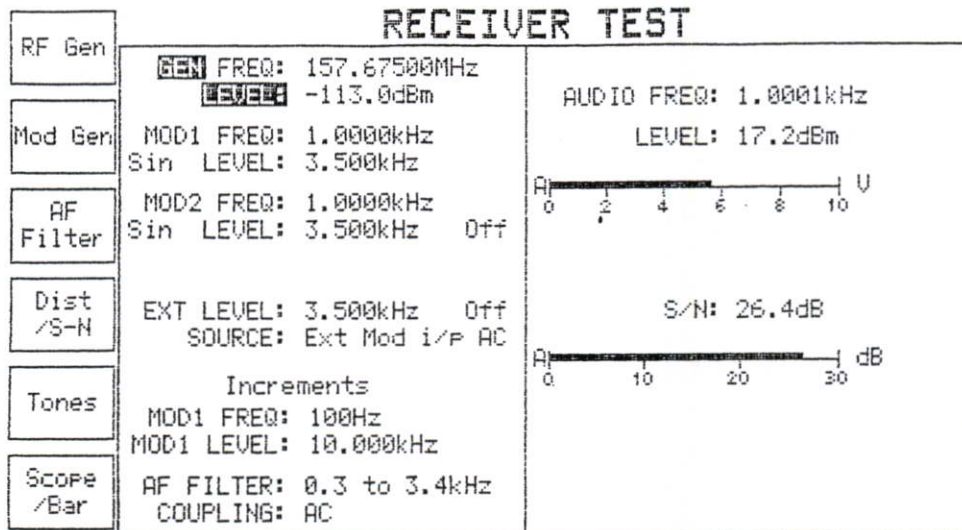 RECEIVER TEST
RF Gen
Mod Gen
AF
Filter
Dist
/S-N
Tones
Scope
/Bar
GEN FREQ: 157.67500MHz
LEVEL: -113.0dBm
MOD1 FREQ: 1.0000kHz
Sin LEVEL: 3.500kHz
MOD2 FREQ: 1.0000kHz
Sin LEVEL: 3.500kHz Off
EXT LEVEL: 3.500kHz Off
SOURCE: Ext Mod i/p AC
Increments
MOD1 FREQ: 100Hz
MOD1 LEVEL: 10.000kHz
AF FILTER: 0.3 to 3.4kHz
COUPLING: AC
AUDIO FREQ: 1.0001kHz
LEVEL: 17.2dBm
A V
0 2 4 6 8 10
S/N: 26.4dB
A dB
0 10 20 30